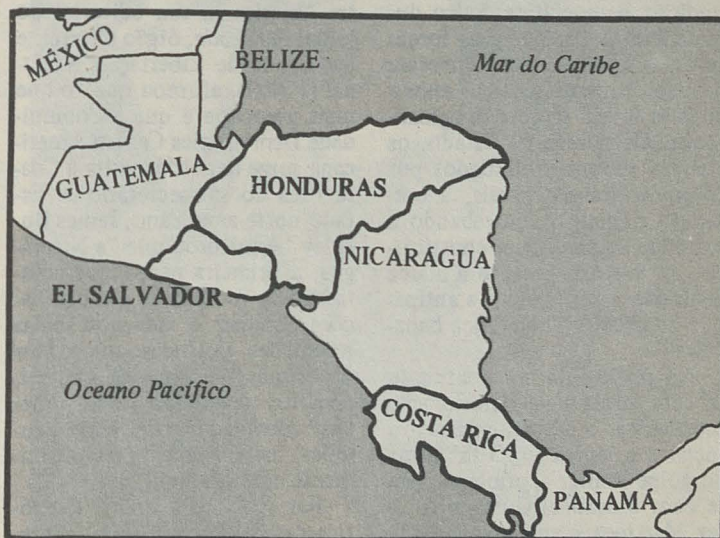 MÉXICO
BELIZE
Mar do Caribe
GUATEMALA
HONDURAS
NICARÁGUA
EL SALVADOR
Oceano Pacífico
COSTA RICA
PANAMÁ